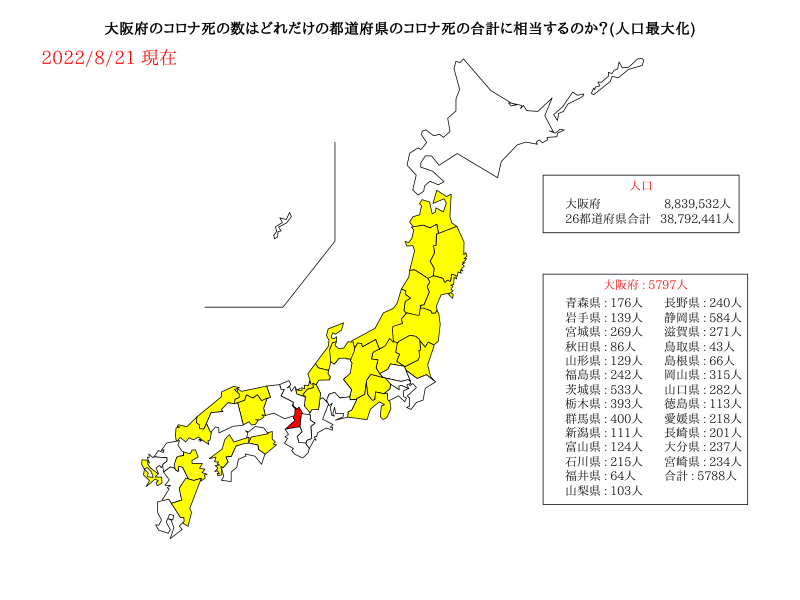 大阪府のコロナ死の数はどれだけの都道府県のコロナ死の合計に相当するのか?(人口最大化)
2022/8/21 現在
人口
大阪府 8,839,532人
26都道府県合計 38,792,441人
大阪府 : 5797人
青森県 : 176人 長野県 : 240人
岩手県 : 139人 静岡県 : 584人
宮城県 : 269人 滋賀県 : 271人
秋田県 : 86人 鳥取県 : 43人
山形県 : 129人 島根県 : 66人
福島県 : 242人 岡山県 : 315人
茨城県 : 533人 山口県 : 282人
栃木県 : 393人 徳島県 : 113人
群馬県 : 400人 愛媛県 : 218人
新潟県 : 111人 長崎県 : 201人
富山県 : 124人 大分県 : 237人
石川県 : 215人 宮崎県 : 234人
福井県 : 64人 合計 : 5788人
山梨県 : 103人